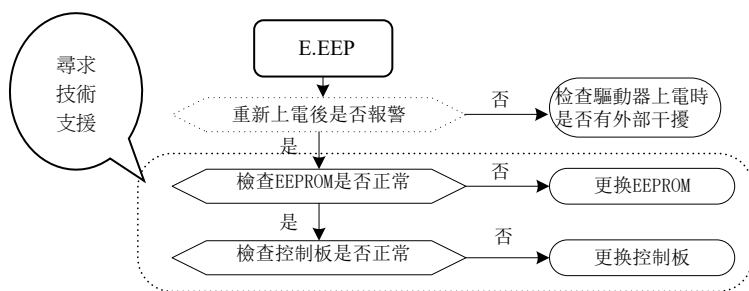 E.EEP
尋求
技術
支援
重新上電後是否報警
否
检查驅動器上電時
是否有外部干擾
是
檢查EEPROM是否正常
否
更換EEPROM
是
檢查控制板是否正常
否
更換控制板